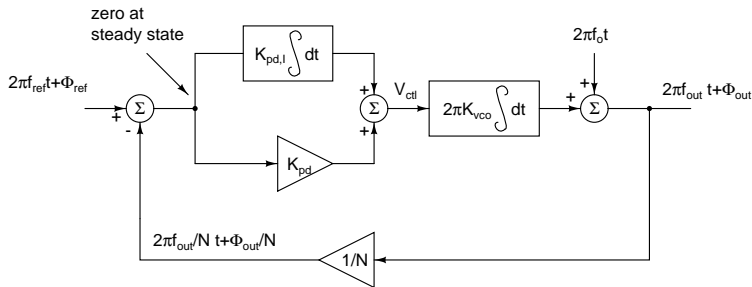 zero at
steady state
K_pd,I ∫ dt
2πf_o t
2πf_ref t+Φ_ref
Σ
+
-
+
+
Σ
V_ctl
2πK_vco ∫ dt
+
+
Σ
2πf_out t+Φ_out
K_pd
2πf_out/N t+Φ_out/N
1/N